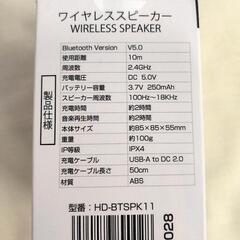 ワイヤレススピーカー
WIRELESS SPEAKER
製品仕様
Bluetooth Version V5.0
使用距離 10m
周波数 2.4GHz
充電電圧 DC 5.0V
バッテリー容量 3.7V 250mAh
スピーカー周波数 100Hz～18KHz
充電時間 約2時間
音楽再生時間 約2時間
本体サイズ 約85×85×55mm
重量 約100g
IP等級 IPX4
充電ケーブル USB-A to DC 2.0
充電ケーブル長さ 50cm
材質 ABS
型番：HD-BTSPK11
028